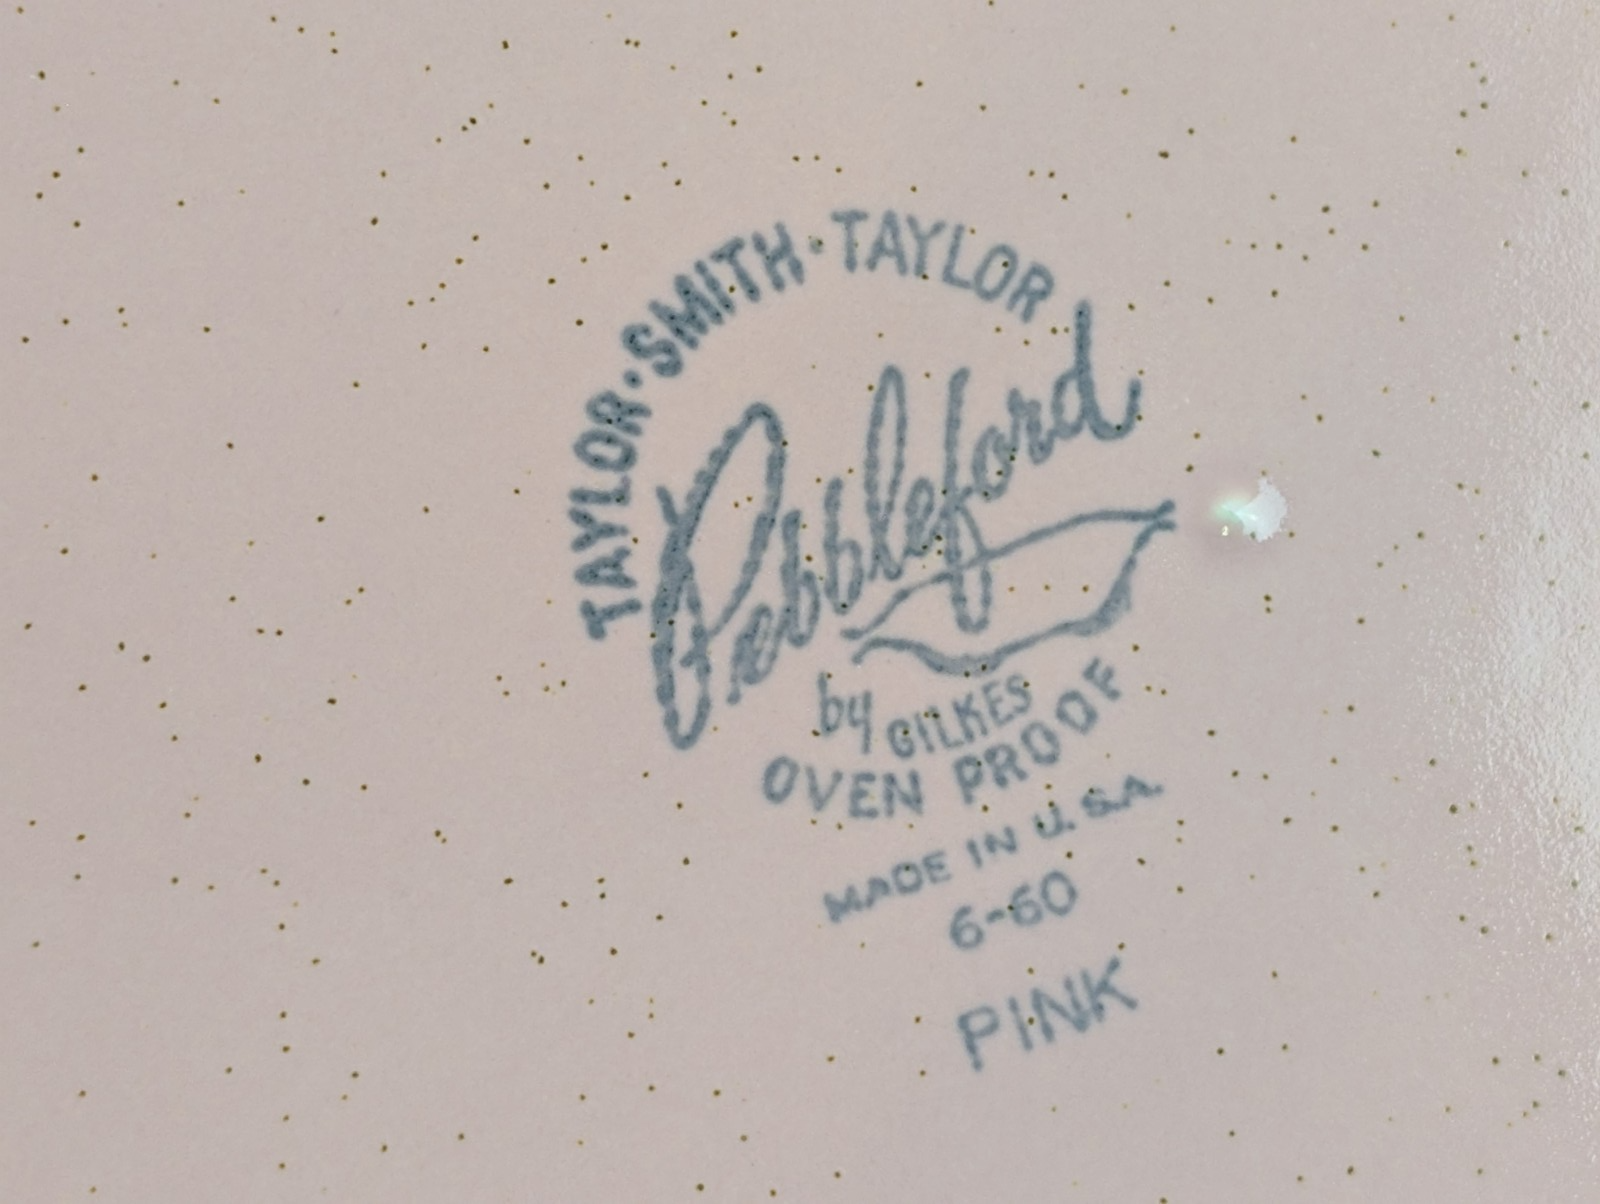 TAYLOR·SMITH·TAYLOR
Pebbleford
by GILKES
OVEN PROOF
MADE IN U.S.A.
6-60
PINK